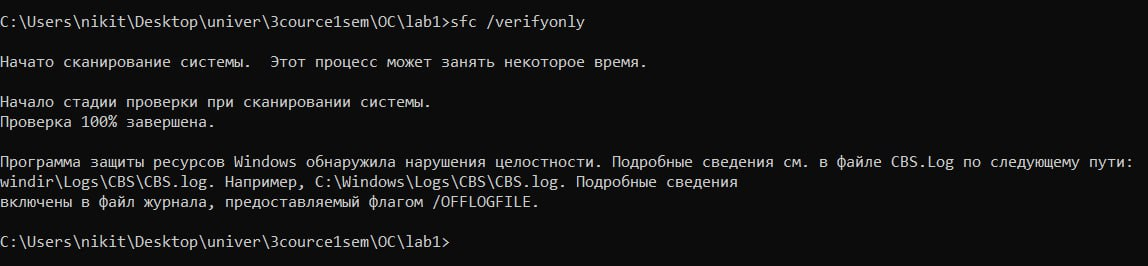 C:\Users\nikit\Desktop\univer\3cource1sem\OC\lab1>sfc /verifyonly
Начато сканирование системы.  Этот процесс может занять некоторое время.
Начало стадии проверки при сканировании системы.
Проверка 100% завершена.
Программа защиты ресурсов Windows обнаружила нарушения целостности. Подробные сведения см. в файле CBS.Log по следующему пути:
windir\Logs\CBS\CBS.log. Например, C:\Windows\Logs\CBS\CBS.log. Подробные сведения
включены в файл журнала, предоставляемый флагом /OFFLOGFILE.
C:\Users\nikit\Desktop\univer\3cource1sem\OC\lab1>